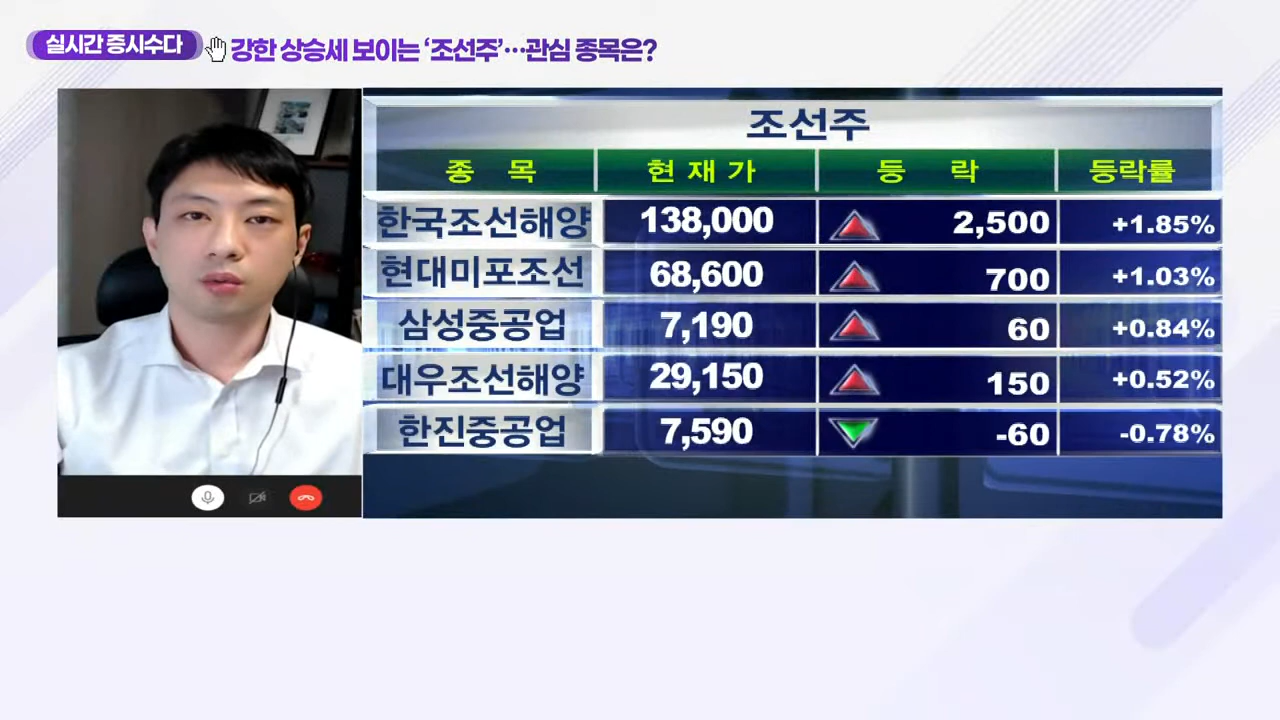 실시간 증시수다 강한 상승세 보이는 ‘조선주’…관심 종목은?
조선주
종 목 현재가 등 락 등락률
한국조선해양 138,000 2,500 +1.85%
현대미포조선 68,600 700 +1.03%
삼성중공업 7,190 60 +0.84%
대우조선해양 29,150 150 +0.52%
한진중공업 7,590 -60 -0.78%